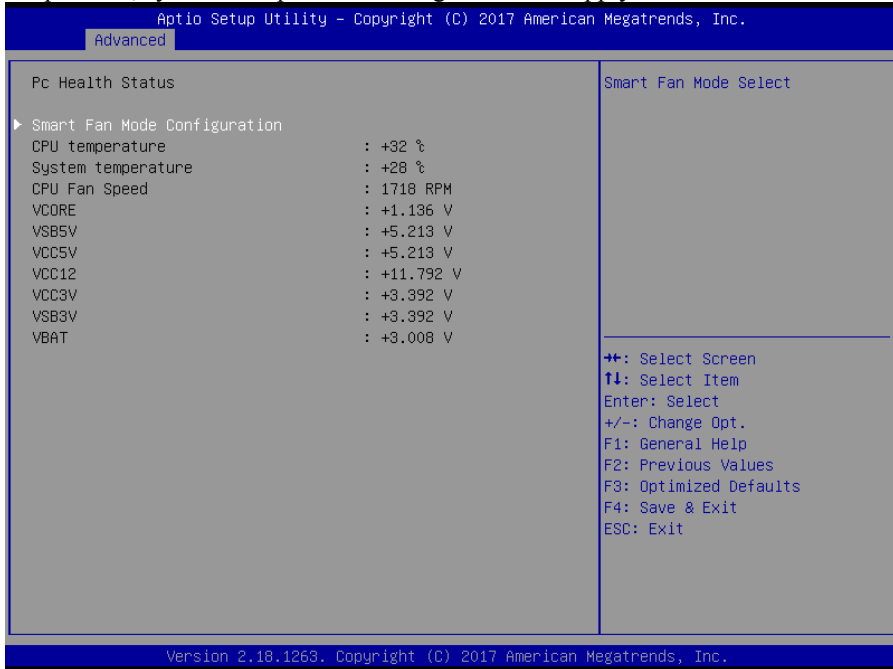 Aptio Setup Utility – Copyright (C) 2017 American Megatrends, Inc.
Advanced
Pc Health Status
Smart Fan Mode Configuration
CPU temperature : +32 ℃
System temperature : +28 ℃
CPU Fan Speed : 1718 RPM
VCORE : +1.136 V
VSB5V : +5.213 V
VCC5V : +5.213 V
VCC12 : +11.792 V
VCC3V : +3.392 V
VSB3V : +3.392 V
VBAT : +3.008 V
Smart Fan Mode Select
→←: Select Screen
↑↓: Select Item
Enter: Select
+/-: Change Opt.
F1: General Help
F2: Previous Values
F3: Optimized Defaults
F4: Save & Exit
ESC: Exit
Version 2.18.1263. Copyright (C) 2017 American Megatrends, Inc.